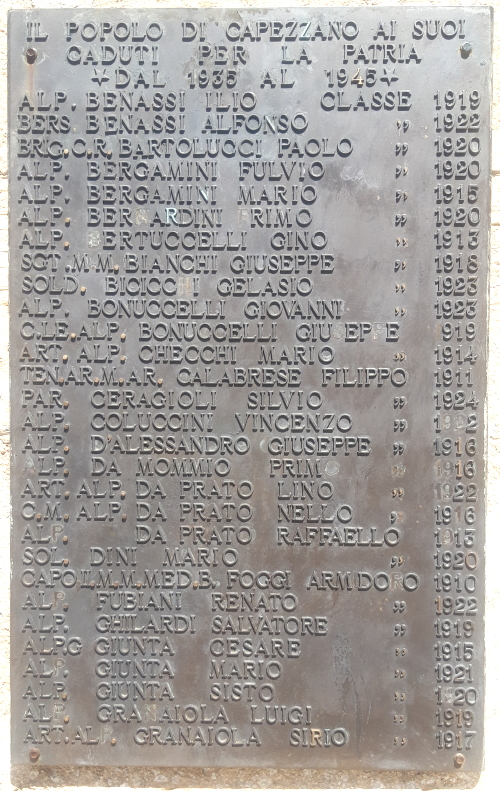 IL POPOLO DI CAPEZZANO AI SUOI
CADUTI PER LA PATRIA
☆DAL 1935 AL 1945☆
ALP. BENASSI ILIO CLASSE 1919
BERS BENASSI ALFONSO " 1922
BRIG.C.R. BARTOLUCCI PAOLO " 1920
ALP. BERGAMINI FULVIO " 1920
ALP. BERGAMINI MARIO " 1915
ALP. BERNARDINI PRIMO " 1920
ALP. BERTUCCELLI GINO " 1913
SGT.M.M. BIANCHI GIUSEPPE " 1918
SOLD. BICICCHI GELASIO " 1923
ALP. BONUCCELLI GIOVANNI " 1923
C.LE.ALP. BONUCCELLI GIUSEPPE 919
ART. ALP. CHECCHI MARIO " 1914
TEN.AR.M.AR. CALABRESE FILIPPO 1911
PAR. CERAGIOLI SILVIO " 1924
ALP. COLUCCINI VINCENZO "
ALP. D'ALESSANDRO GIUSEPPE " 1916
ALP. DA MOMMIO PRIMO " 1916
ART. ALP. DA PRATO LINO " 1922
C.M. ALP. DA PRATO NELLO " 1916
ALP. DA PRATO RAFFAELLO 1913
SOL. DINI MARIO " 1920
CAPO I.M.M.MED.B. FOGGI ARMIDORO 1910
ALP. FUBIANI RENATO " 1922
ALP. GHILARDI SALVATORE " 1919
ALPG GIUNTA CESARE " 1915
ALP. GIUNTA MARIO " 1921
ALP. GIUNTA SISTO " 1920
ALP. GRANAIOLA LUIGI " 1919
ART. ALP. GRANAIOLA SIRIO " 1917